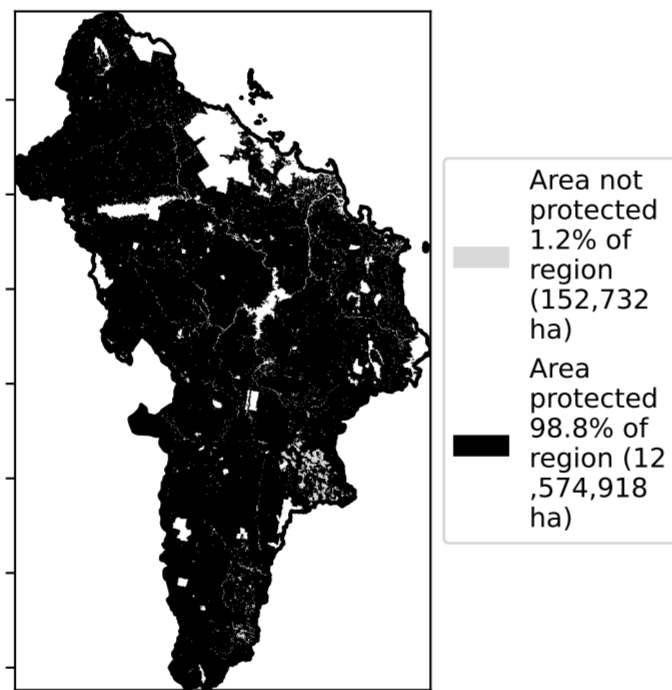 Area not
protected
1.2% of
region
(152,732
ha)
Area
protected
98.8% of
region (12
,574,918
ha)